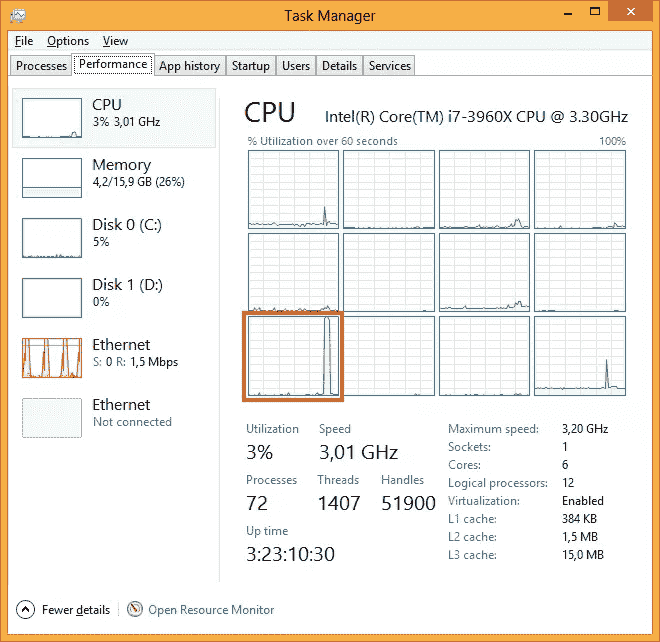 Task Manager
File Options View
Processes Performance App history Startup Users Details Services
CPU
3% 3,01 GHz
Memory
4,2/15,9 GB (26%)
Disk 0 (C:)
5%
Disk 1 (D:)
0%
Ethernet
S: 0 R: 1,5 Mbps
Ethernet
Not connected
CPU Intel(R) Core(TM) i7-3960X CPU @ 3.30GHz
% Utilization over 60 seconds 100%
Utilization Speed
3% 3,01 GHz
Processes Threads Handles
72 1407 51900
Up time
3:23:10:30
Maximum speed: 3,20 GHz
Sockets: 1
Cores: 6
Logical processors: 12
Virtualization: Enabled
L1 cache: 384 KB
L2 cache: 1,5 MB
L3 cache: 15,0 MB
Fewer details Open Resource Monitor